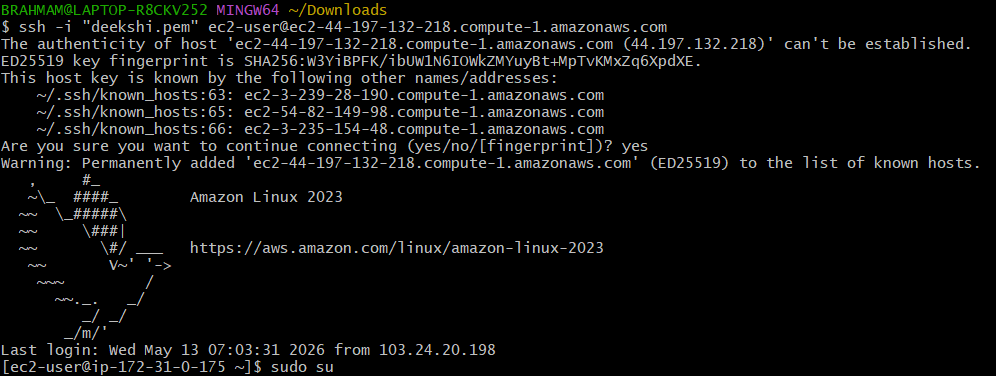 BRAHMAM@LAPTOP-R8CKV252 MINGW64 ~/Downloads
$ ssh -i "deekshi.pem" ec2-user@ec2-44-197-132-218.compute-1.amazonaws.com
The authenticity of host 'ec2-44-197-132-218.compute-1.amazonaws.com (44.197.132.218)' can't be established.
ED25519 key fingerprint is SHA256:W3YiBPFK/ibUW1N6IOWkZMYuyBt+MpTvKMxZq6XpdXE.
This host key is known by the following other names/addresses:
    ~/.ssh/known_hosts:63: ec2-3-239-28-190.compute-1.amazonaws.com
    ~/.ssh/known_hosts:65: ec2-54-82-149-98.compute-1.amazonaws.com
    ~/.ssh/known_hosts:66: ec2-3-235-154-48.compute-1.amazonaws.com
Are you sure you want to continue connecting (yes/no/[fingerprint])? yes
Warning: Permanently added 'ec2-44-197-132-218.compute-1.amazonaws.com' (ED25519) to the list of known hosts.
   ,     #_
   ~\_  ####_        Amazon Linux 2023
  ~~  \_#####\
  ~~     \###|
  ~~       \#/ ___   https://aws.amazon.com/linux/amazon-linux-2023
   ~~       V~' '->
    ~~~         /
      ~~._.   _/
         _/ _/
       _/m/'
Last login: Wed May 13 07:03:31 2026 from 103.24.20.198
[ec2-user@ip-172-31-0-175 ~]$ sudo su